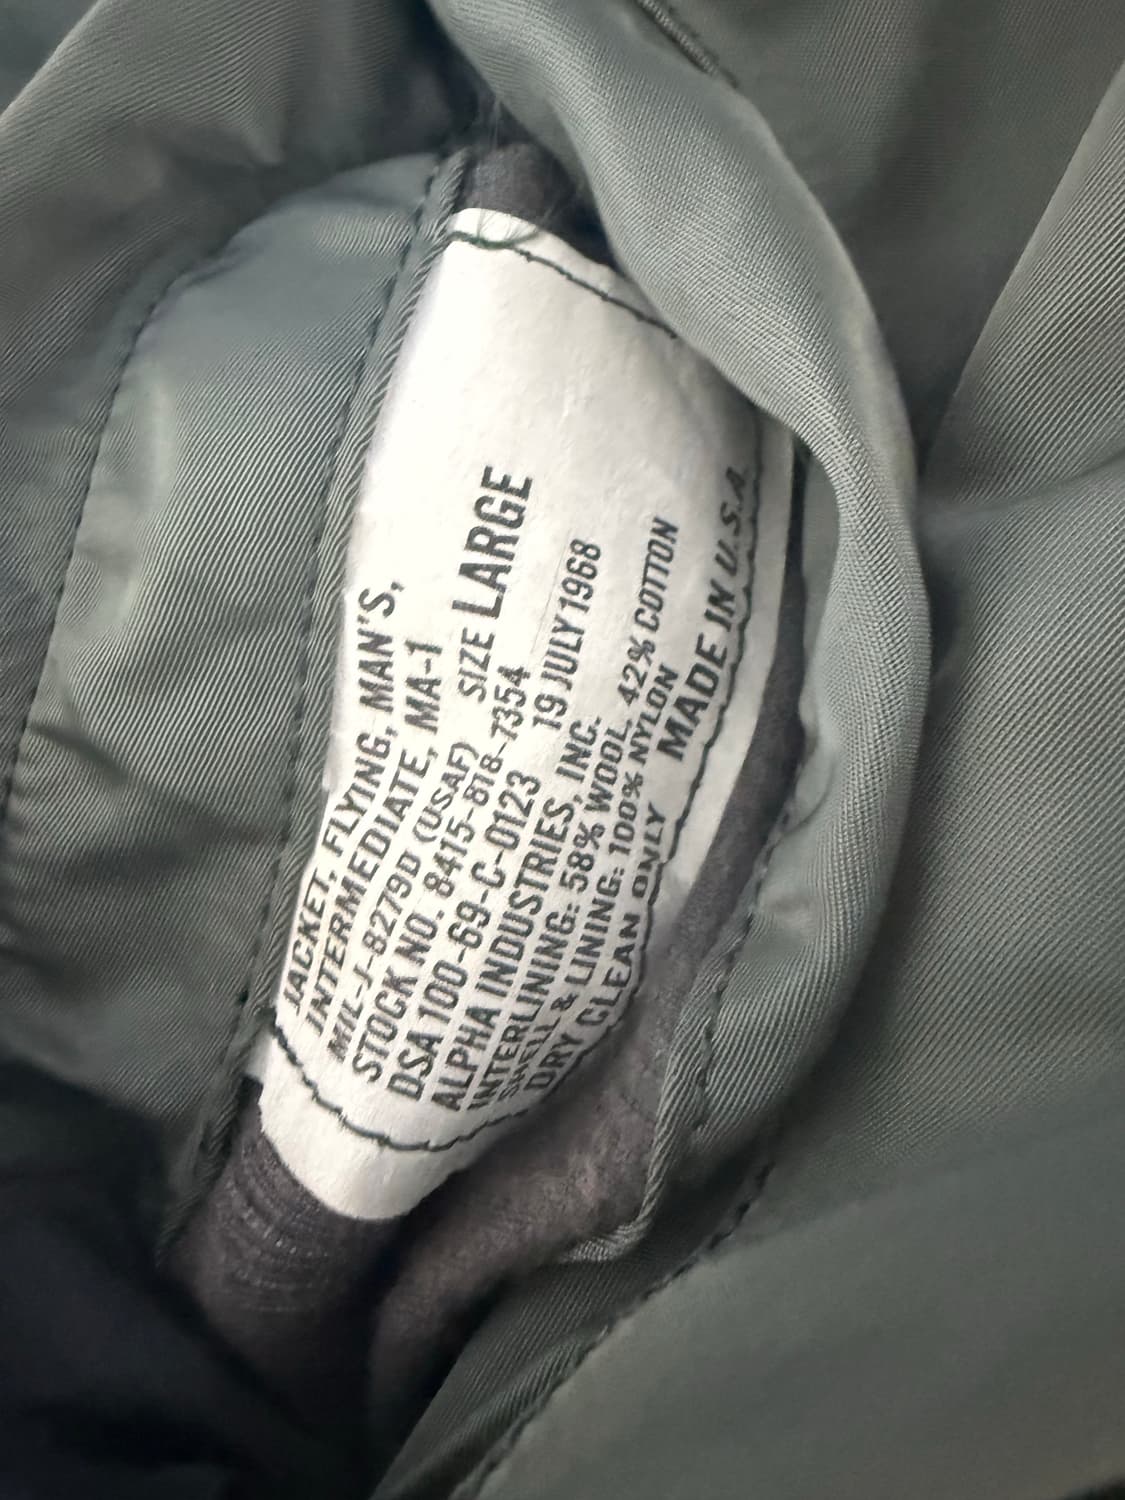 JACKET, FLYING, MAN'S,
INTERMEDIATE, MA-1
MIL-J-8279D (USAF) SIZE LARGE
STOCK NO. 8415-818-7354
DSA 100-69-C-0123 19 JULY 1968
ALPHA INDUSTRIES, INC.
INTERLINING: 58% WOOL, 42% COTTON
SHELL & LINING: 100% NYLON
DRY CLEAN ONLY MADE IN U.S.A.